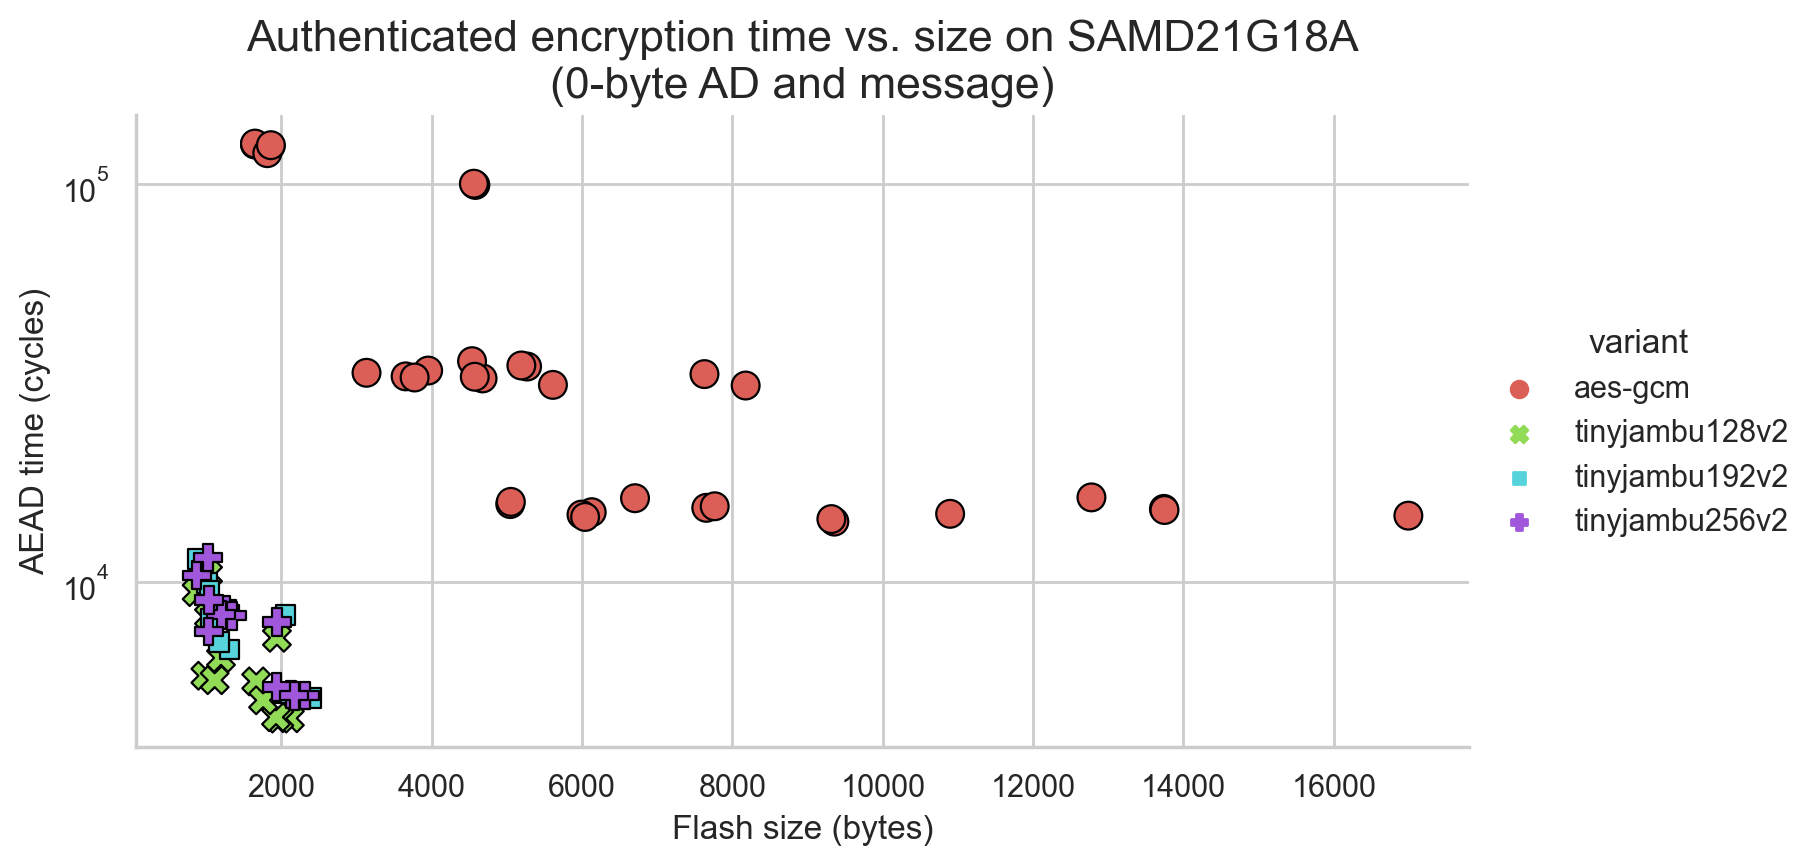 Authenticated encryption time vs. size on SAMD21G18A
(0-byte AD and message)
10^5
10^4
AEAD time (cycles)
2000 4000 6000 8000 10000 12000 14000 16000
Flash size (bytes)
variant
aes-gcm
tinyjambu128v2
tinyjambu192v2
tinyjambu256v2